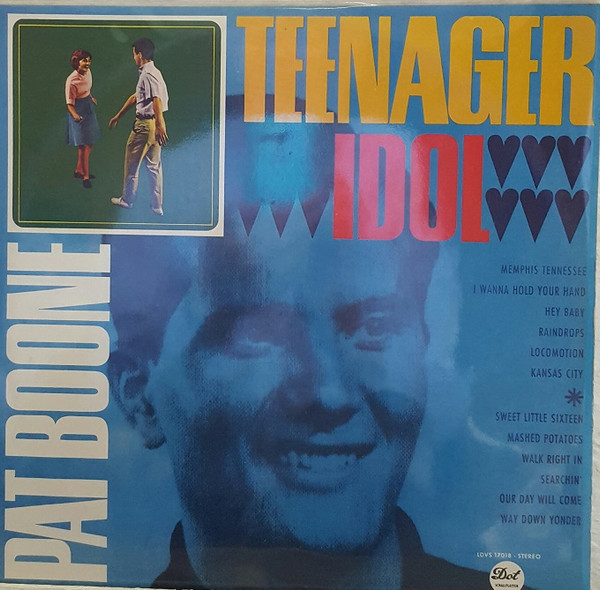 TEENAGER
IDOL
PAT BOONE
MEMPHIS TENNESSEE
I WANNA HOLD YOUR HAND
HEY BABY
RAINDROPS
LOCOMOTION
KANSAS CITY
*
SWEET LITTLE SIXTEEN
MASHED POTATOES
WALK RIGHT IN
SEARCHIN'
OUR DAY WILL COME
WAY DOWN YONDER
LDVS 17018 - STEREO
Dot